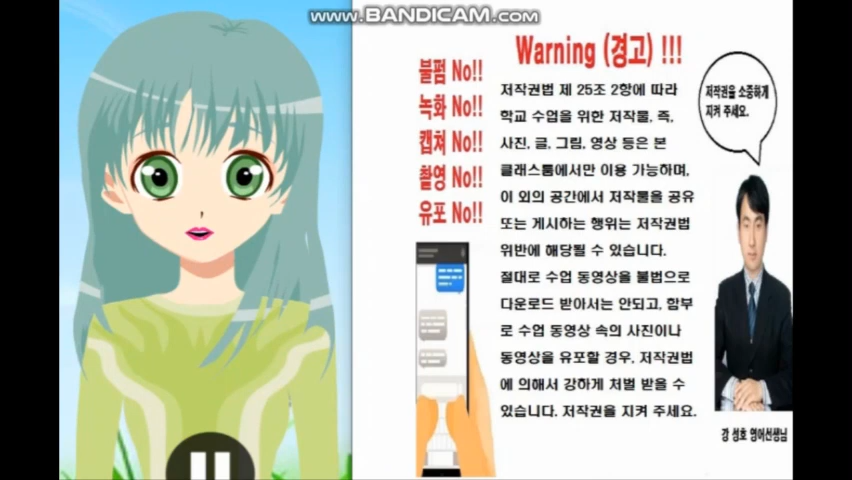 www.BANDICAM.com
Warning (경고) !!!
불펌 No!!
녹화 No!!
캡쳐 No!!
촬영 No!!
유포 No!!
저작권법 제 25조 2항에 따라
학교 수업을 위한 저작물, 즉,
사진, 글, 그림, 영상 등은 본
클래스룸에서만 이용 가능하며,
이 외의 공간에서 저작물을 공유
또는 게시하는 행위는 저작권법
위반에 해당될 수 있습니다.
절대로 수업 동영상을 불법으로
다운로드 받아서는 안되고, 함부
로 수업 동영상 속의 사진이나
동영상을 유포할 경우, 저작권법
에 의해서 강하게 처벌 받을 수
있습니다. 저작권을 지켜 주세요.
저작권을 소중하게
지켜 주세요.
강 성호 영어선생님